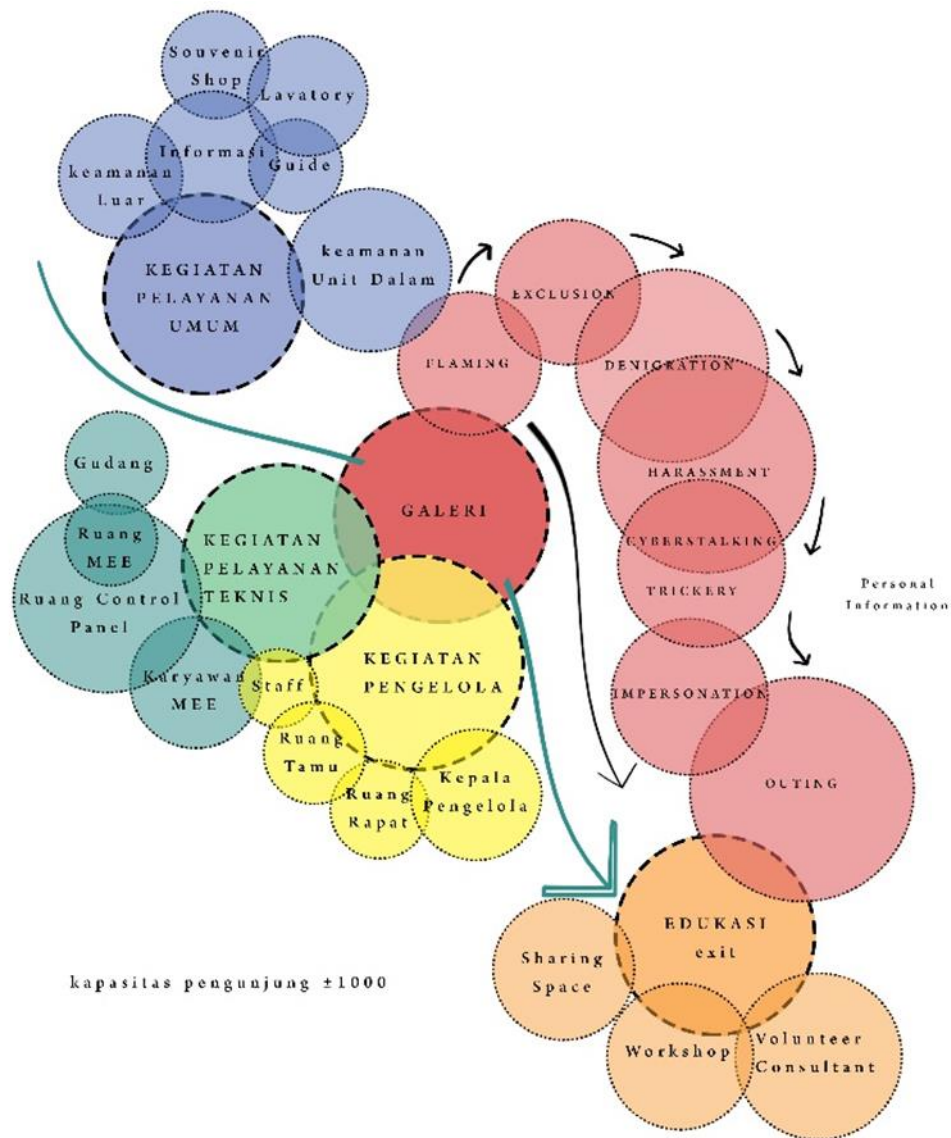 Souvenir
Shop
Lavatory
Informasi
Guide
keamanan
Luar
keamanan
Unit Dalam
KEGIATAN
PELAYANAN
UMUM
EXCLUSION
FLAMING
DENIGRATION
HARASSMENT
CYBERSTALKING
TRICKERY
Personal
Information
IMPERSONATION
OUTING
GALERI
Gudang
Ruang
MEE
Ruang Control
Panel
Karyawan
MEE
KEGIATAN
PELAYANAN
TEKNIS
KEGIATAN
PENGELOLA
Staff
Ruang
Tamu
Ruang
Rapat
Kepala
Pengelola
EDUKASI
exit
Sharing
Space
Workshop
Volunteer
Consultant
kapasitas pengunjung ±1000